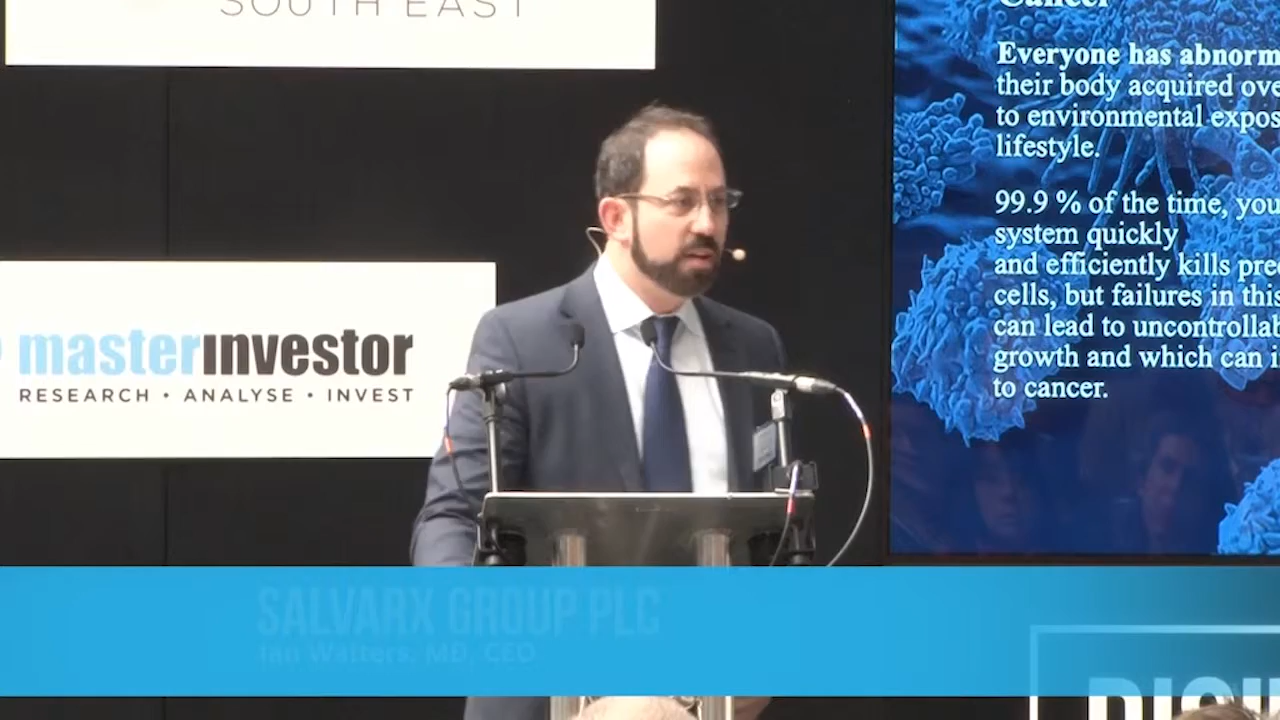 SOUTH EAST
masterinvestor
RESEARCH • ANALYSE • INVEST
Cancer
Everyone has abnorm
their body acquired ove
to environmental expos
lifestyle.
99.9 % of the time, you
system quickly
and efficiently kills pre
cells, but failures in this
can lead to uncontrollab
growth and which can i
to cancer.
SALVARX GROUP PLC
Ian Walters, MD, CEO